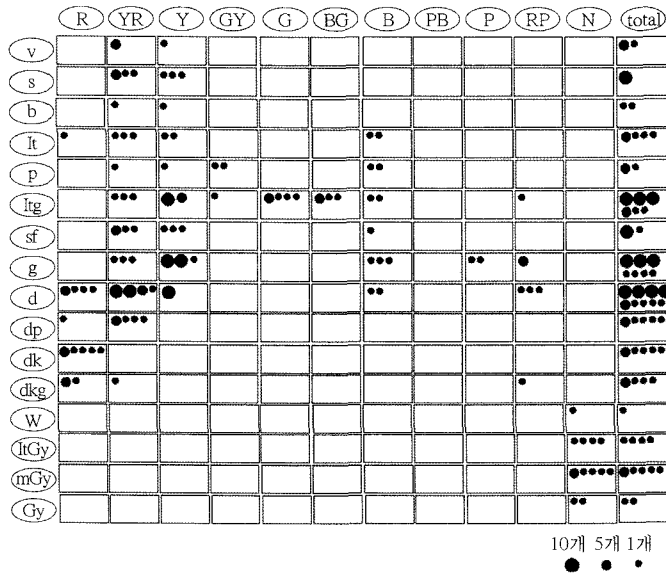 R YR Y GY G BG B PB P RP N total
v
s
b
lt
p
ltg
sf
g
d
dp
dk
dkg
W
ltGy
mGy
Gy
10개 5개 1개